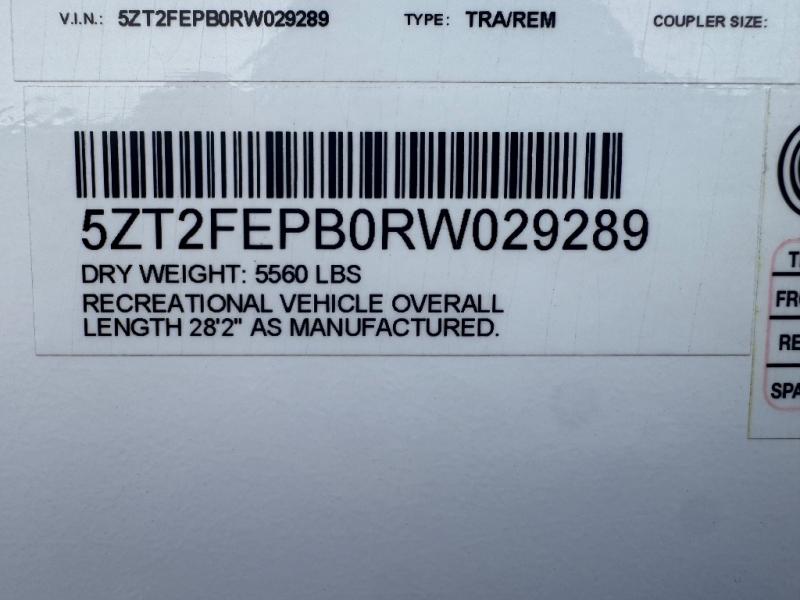 V.I.N.: 5ZT2FEPB0RW029289 TYPE: TRA/REM COUPLER SIZE:
5ZT2FEPB0RW029289
DRY WEIGHT: 5560 LBS
RECREATIONAL VEHICLE OVERALL
LENGTH 28'2" AS MANUFACTURED.